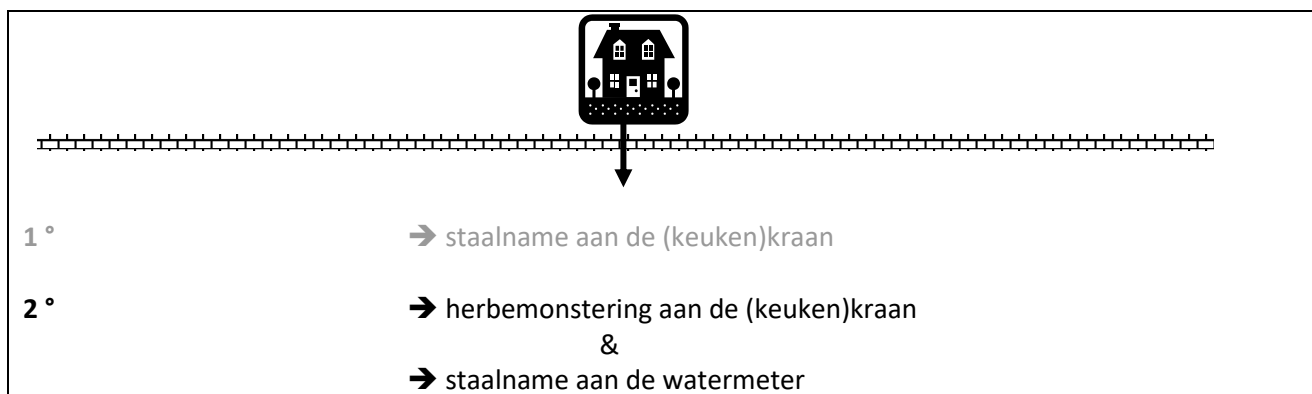 1 ° ➔ staalname aan de (keuken)kraan
2 ° ➔ herbemonstering aan de (keuken)kraan
&
➔ staalname aan de watermeter